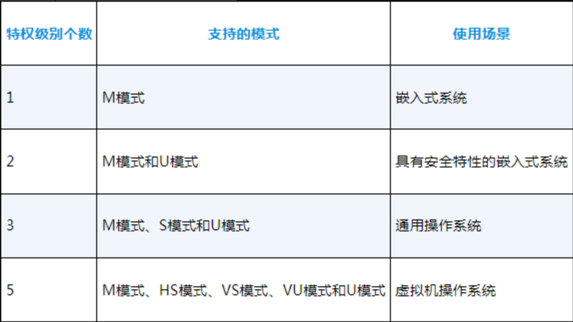 特权级别个数 支持的模式 使用场景
1 M模式 嵌入式系统
2 M模式和U模式 具有安全特性的嵌入式系统
3 M模式、S模式和U模式 通用操作系统
5 M模式、HS模式、VS模式、VU模式和U模式 虚拟机操作系统